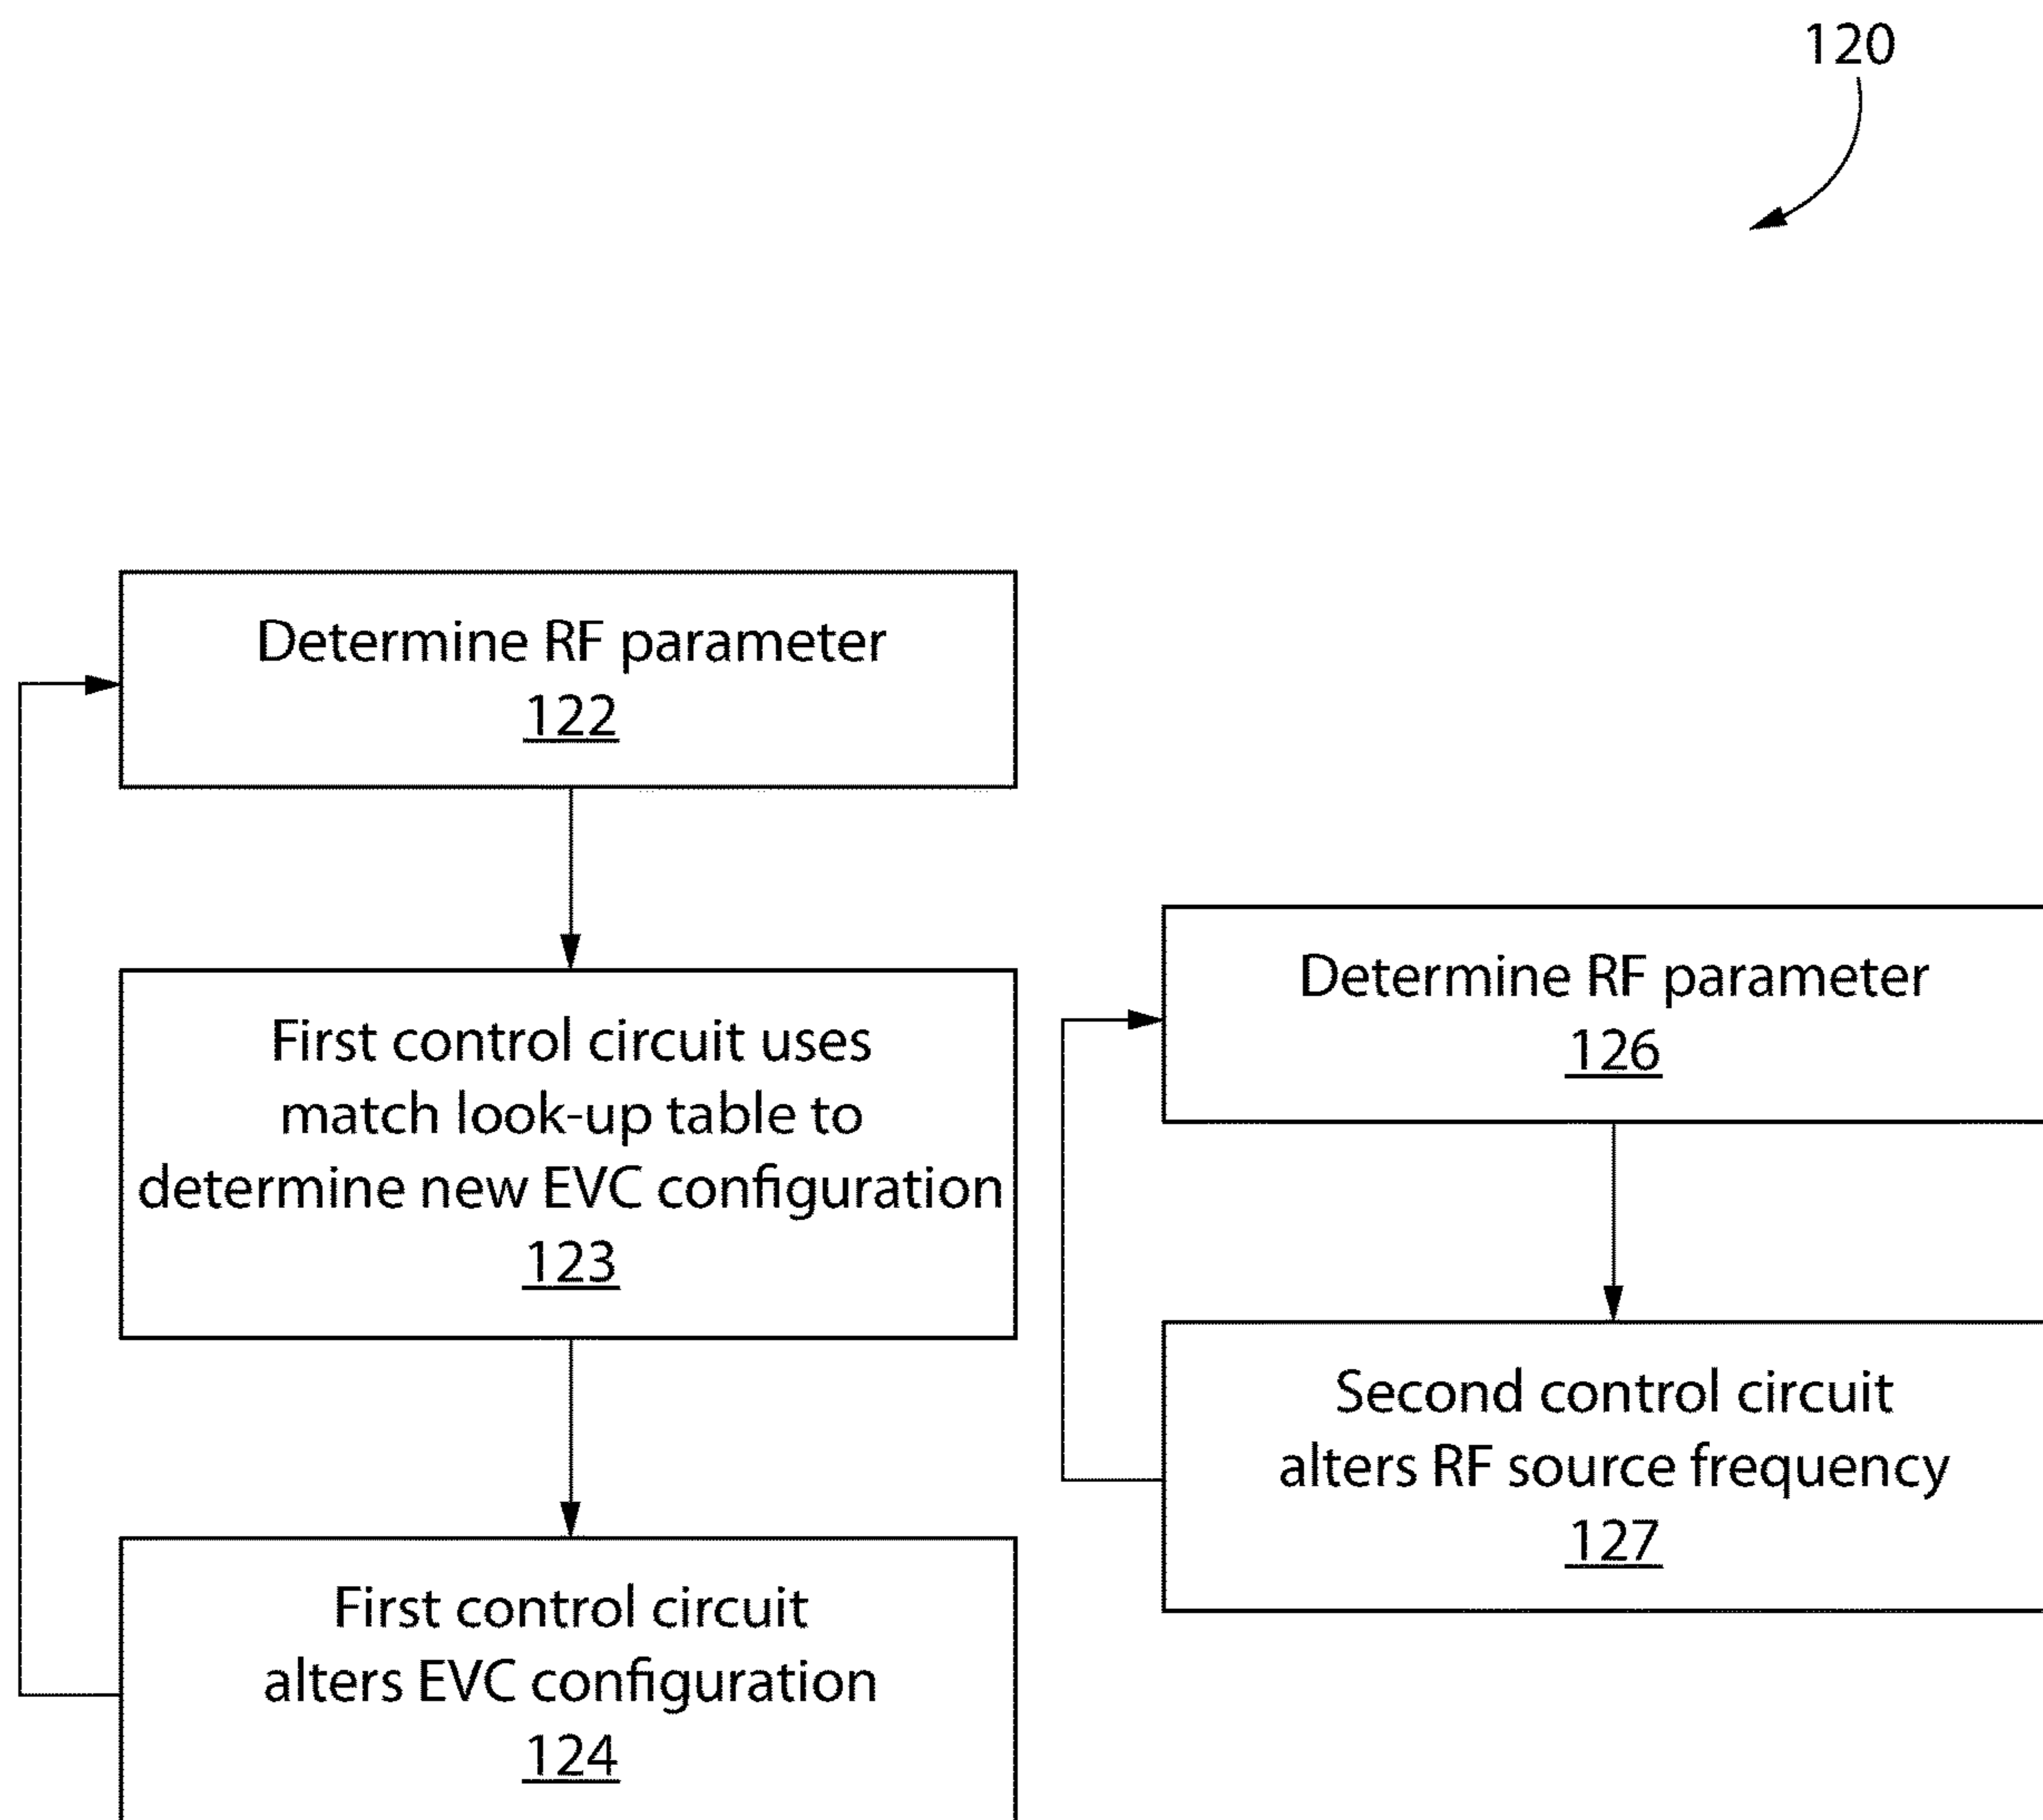 120
Determine RF parameter
122
First control circuit uses
match look-up table to
determine new EVC configuration
123
First control circuit
alters EVC configuration
124
Determine RF parameter
126
Second control circuit
alters RF source frequency
127